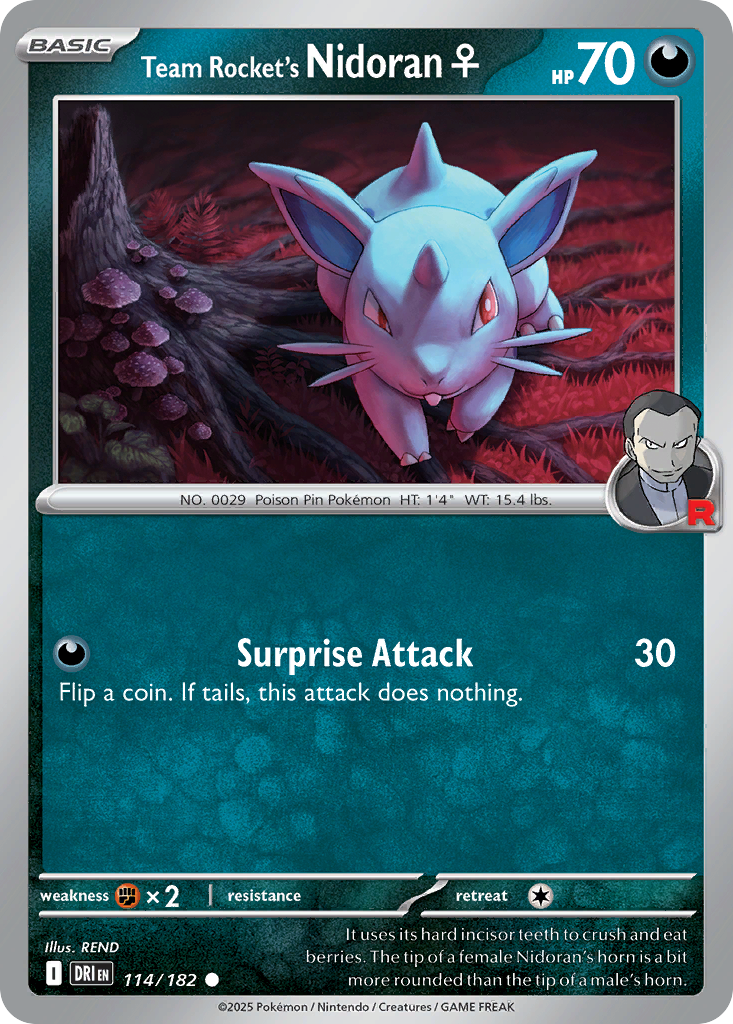 BASIC
Team Rocket's Nidoran ♀ HP 70
NO. 0029 Poison Pin Pokémon HT: 1'4" WT: 15.4 lbs.
R
Surprise Attack 30
Flip a coin. If tails, this attack does nothing.
weakness ×2 resistance retreat
Illus. REND
It uses its hard incisor teeth to crush and eat
berries. The tip of a female Nidoran's horn is a bit
more rounded than the tip of a male's horn.
I DRI EN 114/182
©2025 Pokémon / Nintendo / Creatures / GAME FREAK